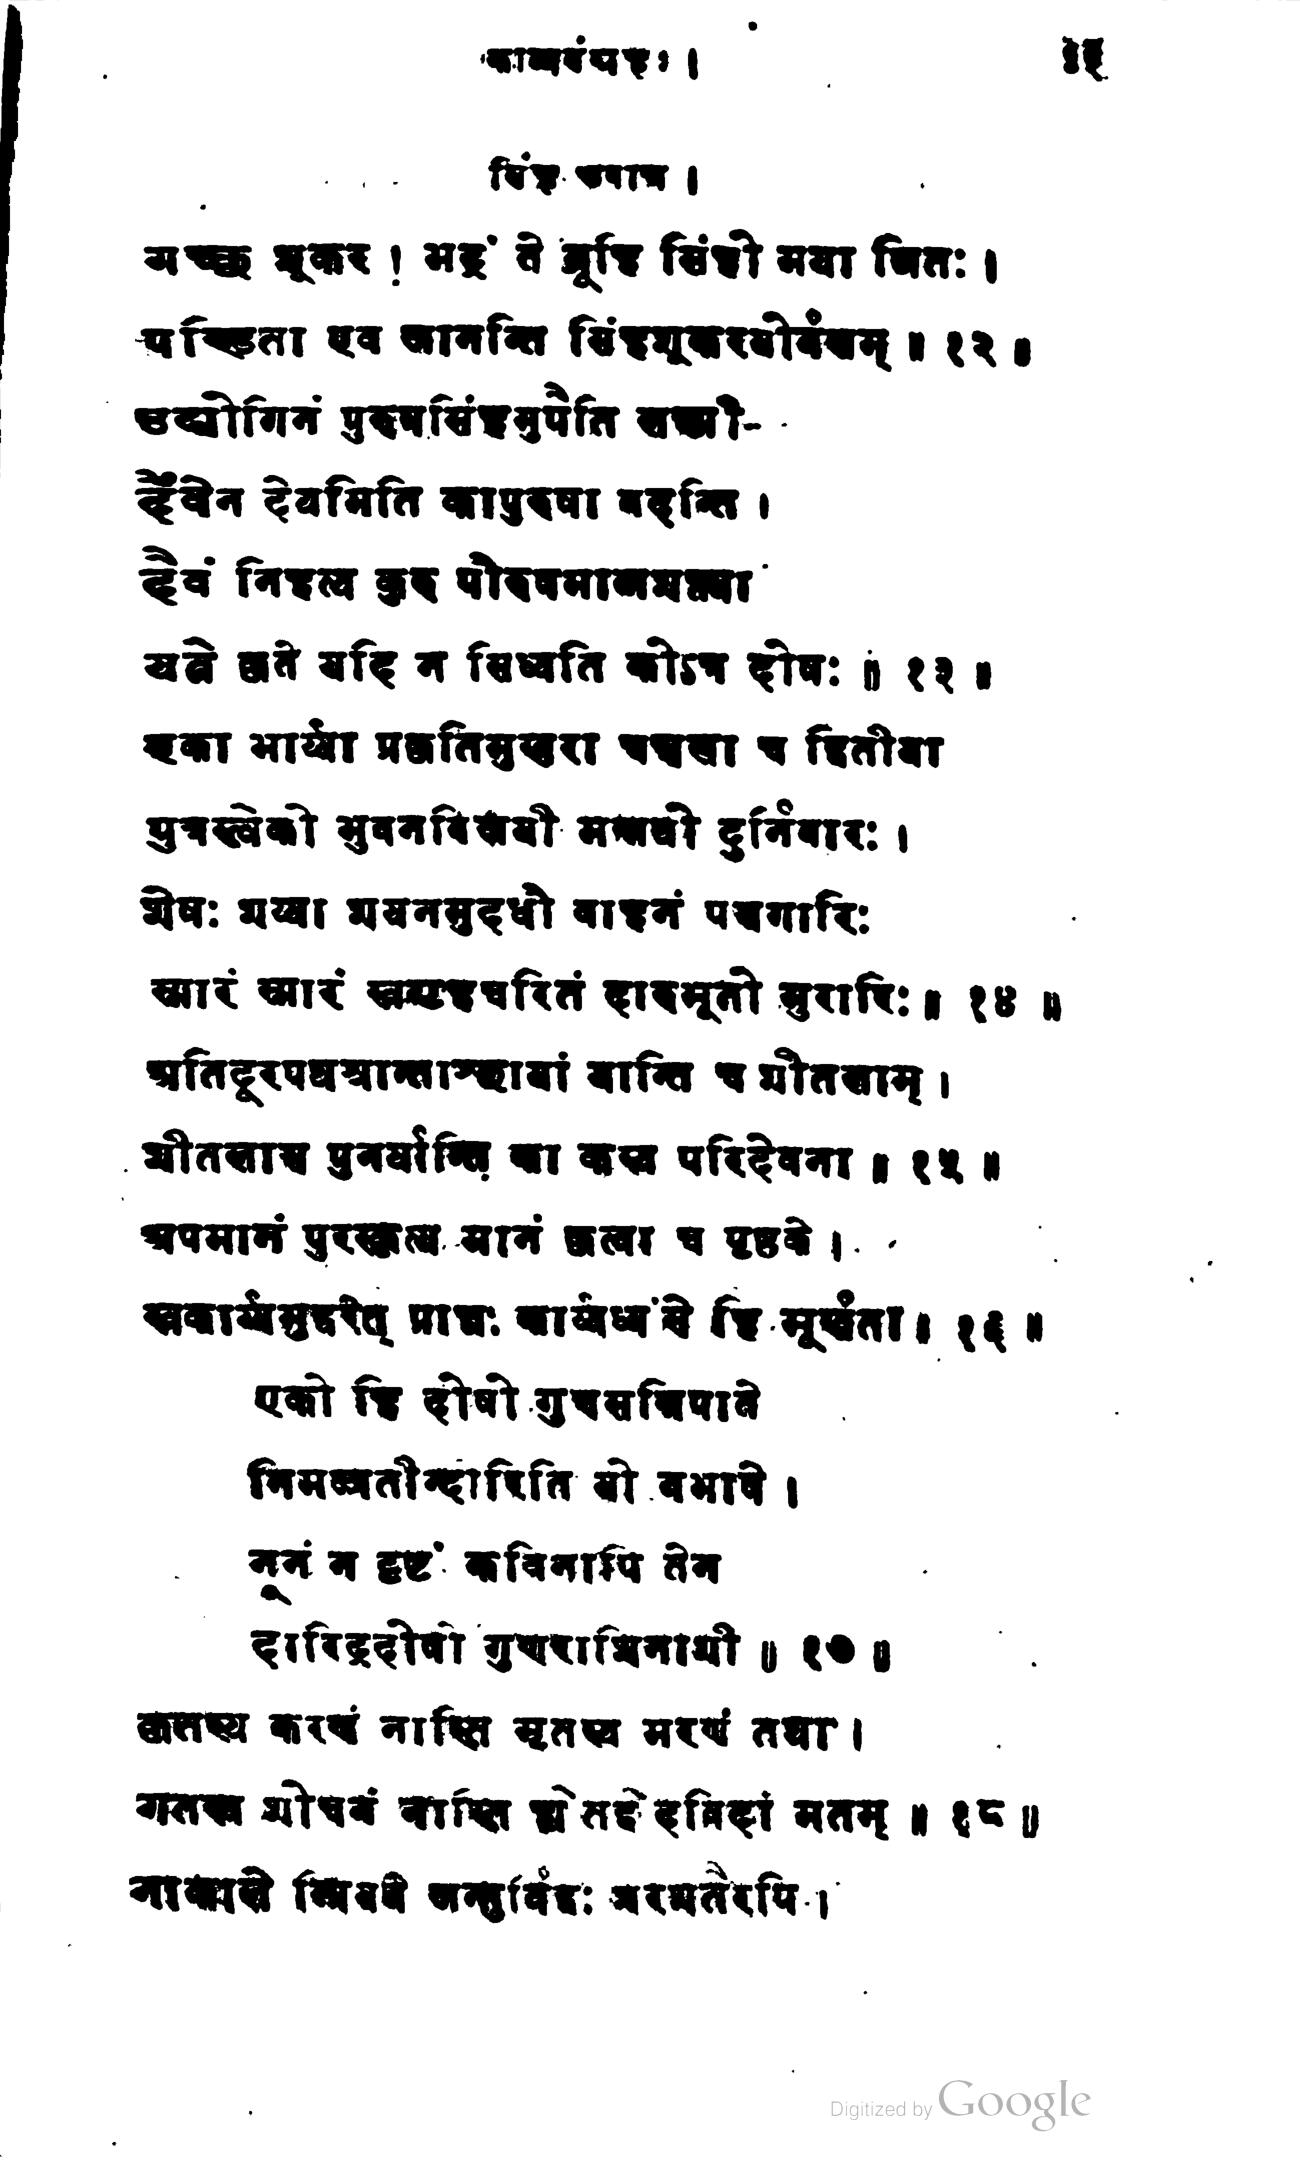 काव्यसंग्रहः ।
सिंह उवाच ।
गच्छ शूकर ! भद्रं ते ब्रूहि सिंहो मया जितः ।
पण्डिता एव जानन्ति सिंहशूकरयोर्बलम् ॥ १२ ॥
उद्योगिनं पुरुषसिंहमुपैति लक्ष्मी-
र्दैवेन देयमिति कापुरुषा वदन्ति ।
दैवं निहत्य कुरु पौरुषमात्मशक्त्या
यत्ने कृते यदि न सिध्यति कोऽत्र दोषः ॥ १३ ॥
एका भार्य्या प्रकृतिमुखरा चञ्चला च द्वितीया
पुत्रस्त्वेको भुवनविजयी मन्मथो दुर्निवारः ।
शेषः शय्या शयनमुदधौ वाहनं पन्नगारिः
स्मारं स्मारं स्वगृहचरितं दारुभूतो मुरारिः ॥ १४ ॥
अतिदूरपथश्रान्ताश्छायां यान्ति च शीतलाम् ।
शीतलाश्च पुनर्यान्ति का कस्य परिदेवना ॥ १५ ॥
अपमानं पुरस्कृत्य मानं कृत्वा च पृष्ठके ।
स्वकार्य्यमुद्धरेत् प्राज्ञः कार्य्यध्वंसे हि मूर्खता ॥ १६ ॥
एको हि दोषो गुणसन्निपाते
निमज्जतीन्दोरिति यो बभाषे ।
नूनं न दृष्टं कविनापि तेन
दारिद्रदोषो गुणराशिनाशी ॥ १७ ॥
कृतस्य करणं नास्ति मृतस्य मरणं तथा ।
गतस्य शोचनं नास्ति ह्येतद्वेदविदां मतम् ॥ १८ ॥
नाकाले म्रियते जन्तुर्विद्धः शरशतैरपि ।
Digitized by Google